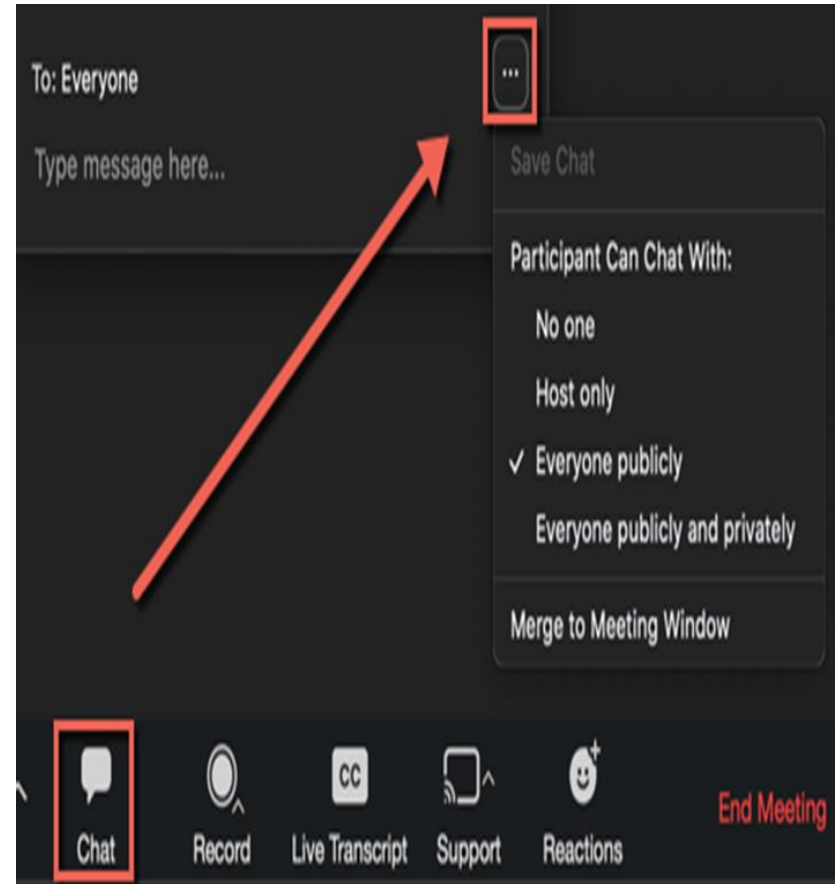 To: Everyone
...
Type message here...
Save Chat
Participant Can Chat With:
No one
Host only
✓ Everyone publicly
Everyone publicly and privately
Merge to Meeting Window
Chat
Record
CC
Live Transcript
Support
Reactions
End Meeting